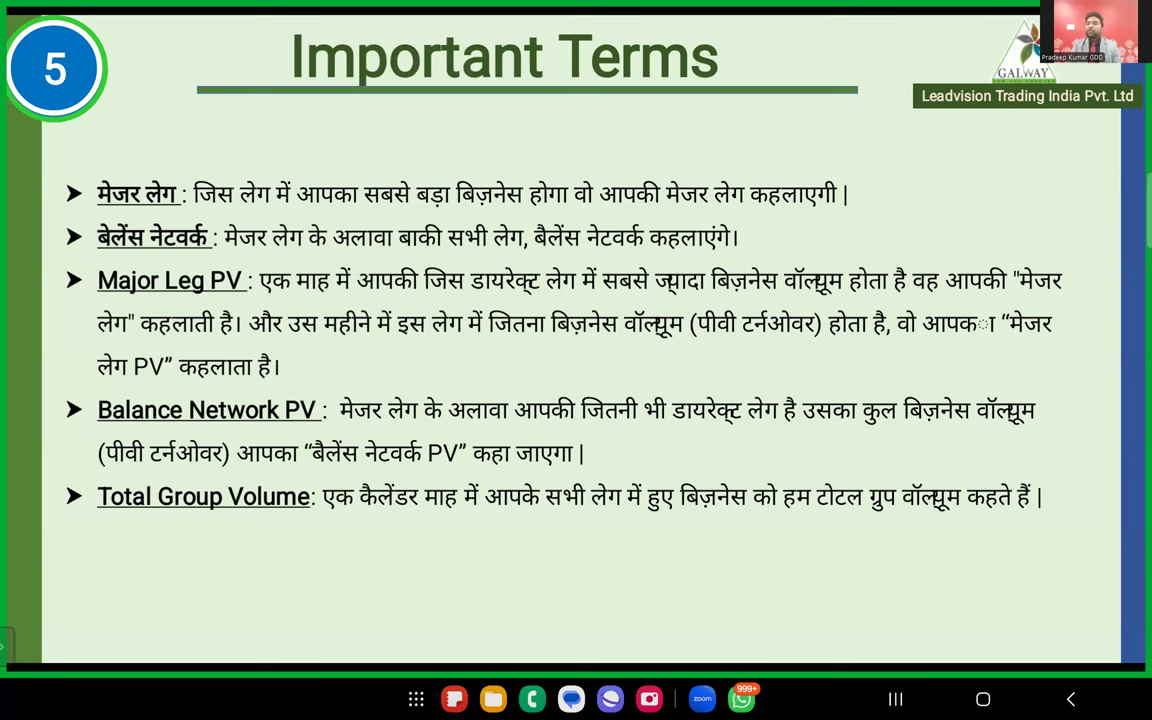 5
Important Terms
Pradeep Kumar GDD
GALWAY
Leadvision Trading India Pvt. Ltd
➤ मेजर लेग : जिस लेग में आपका सबसे बड़ा बिज़नेस होगा वो आपकी मेजर लेग कहलाएगी |
➤ बेलेंस नेटवर्क : मेजर लेग के अलावा बाकी सभी लेग, बैलेंस नेटवर्क कहलाएंगे।
➤ Major Leg PV : एक माह में आपकी जिस डायरेक्ट लेग में सबसे ज्यादा बिज़नेस वॉल्यूम होता है वह आपकी "मेजर
लेग" कहलाती है। और उस महीने में इस लेग में जितना बिज़नेस वॉल्यूम (पीवी टर्नओवर) होता है, वो आपका “मेजर
लेग PV” कहलाता है।
➤ Balance Network PV : मेजर लेग के अलावा आपकी जितनी भी डायरेक्ट लेग है उसका कुल बिज़नेस वॉल्यूम
(पीवी टर्नओवर) आपका “बैलेंस नेटवर्क PV” कहा जाएगा |
➤ Total Group Volume: एक कैलेंडर माह में आपके सभी लेग में हुए बिज़नेस को हम टोटल ग्रुप वॉल्यूम कहते हैं |
zoom
999+